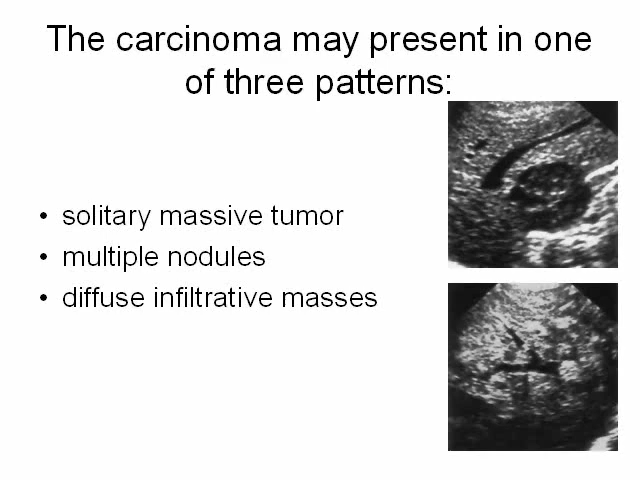 The carcinoma may present in one
of three patterns:
• solitary massive tumor
• multiple nodules
• diffuse infiltrative masses